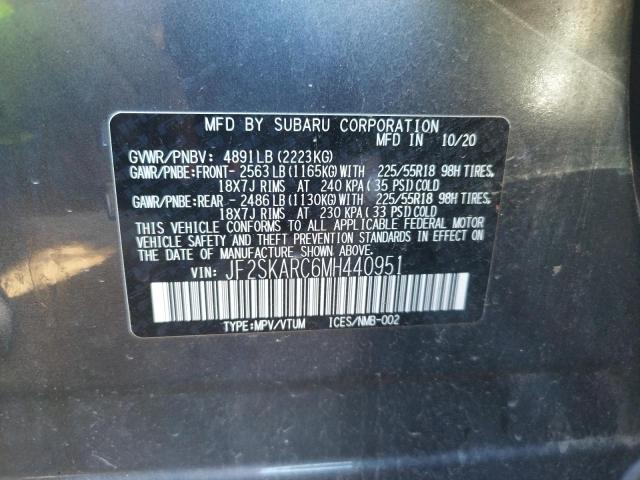 MFD BY SUBARU CORPORATION
MFD IN 10/20
GVWR/PNBV: 4891LB (2223KG)
GAWR/PNBE:FRONT- 2563 LB (1165KG) WITH 225/55R18 98H TIRES,
18X7J RIMS AT 240 KPA ( 35 PSI) COLD
GAWR/PNBE:REAR - 2486 LB (1130KG) WITH 225/55R18 98H TIRES,
18X7J RIMS AT 230 KPA ( 33 PSI) COLD
THIS VEHICLE CONFORMS TO ALL APPLICABLE FEDERAL MOTOR
VEHICLE SAFETY AND THEFT PREVENTION STANDARDS IN EFFECT ON
THE DATE OF MANUFACTURE SHOWN ABOVE.
VIN: JF2SKARC6MH440951
TYPE:MPV/VTUM ICES/NMB-002